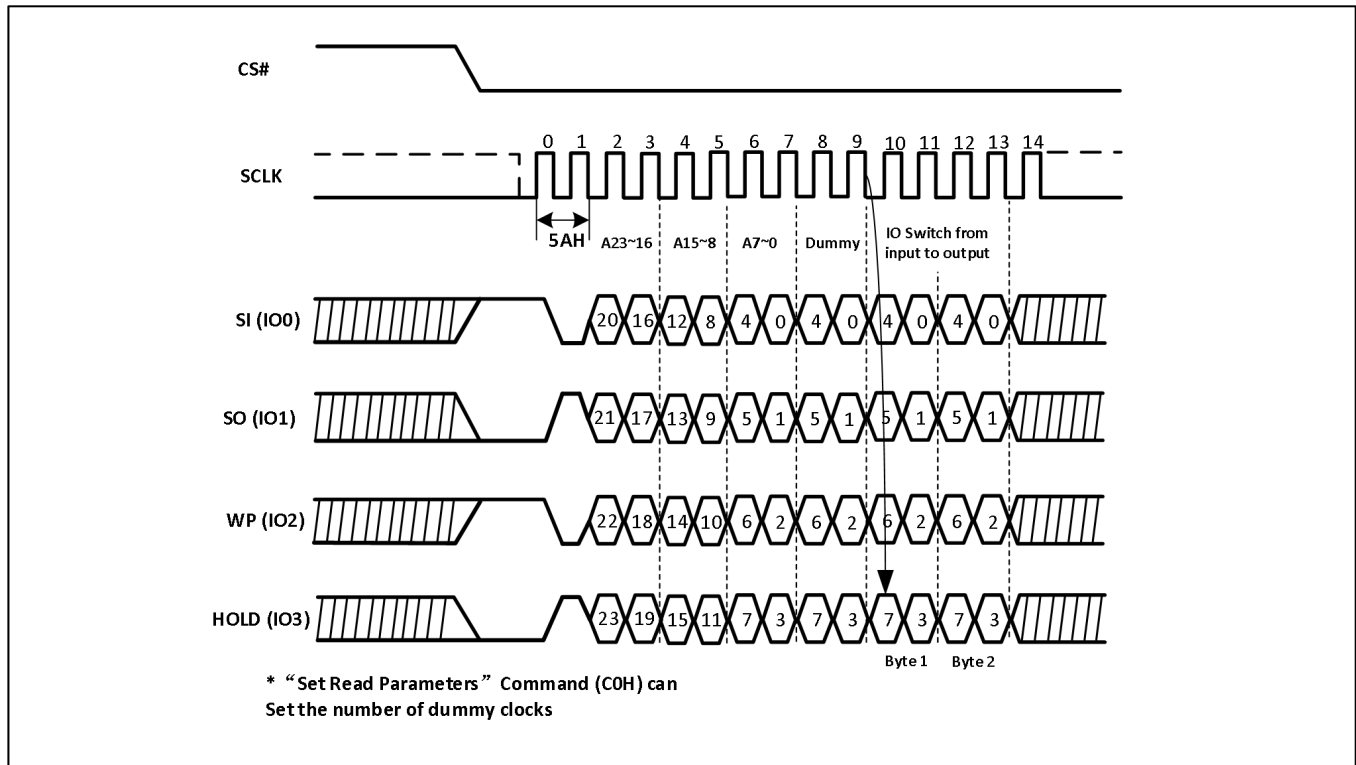 CS#
0 1 2 3 4 5 6 7 8 9 10 11 12 13 14
SCLK
5AH A23~16 A15~8 A7~0 Dummy IO Switch from
input to output
SI (IO0) 20 16 12 8 4 0 4 0 4 0 4 0
SO (IO1) 21 17 13 9 5 1 5 1 5 1 5 1
WP (IO2) 22 18 14 10 6 2 6 2 6 2 6 2
HOLD (IO3) 23 19 15 11 7 3 7 3 7 3 7 3
Byte 1 Byte 2
* “Set Read Parameters” Command (C0H) can
Set the number of dummy clocks